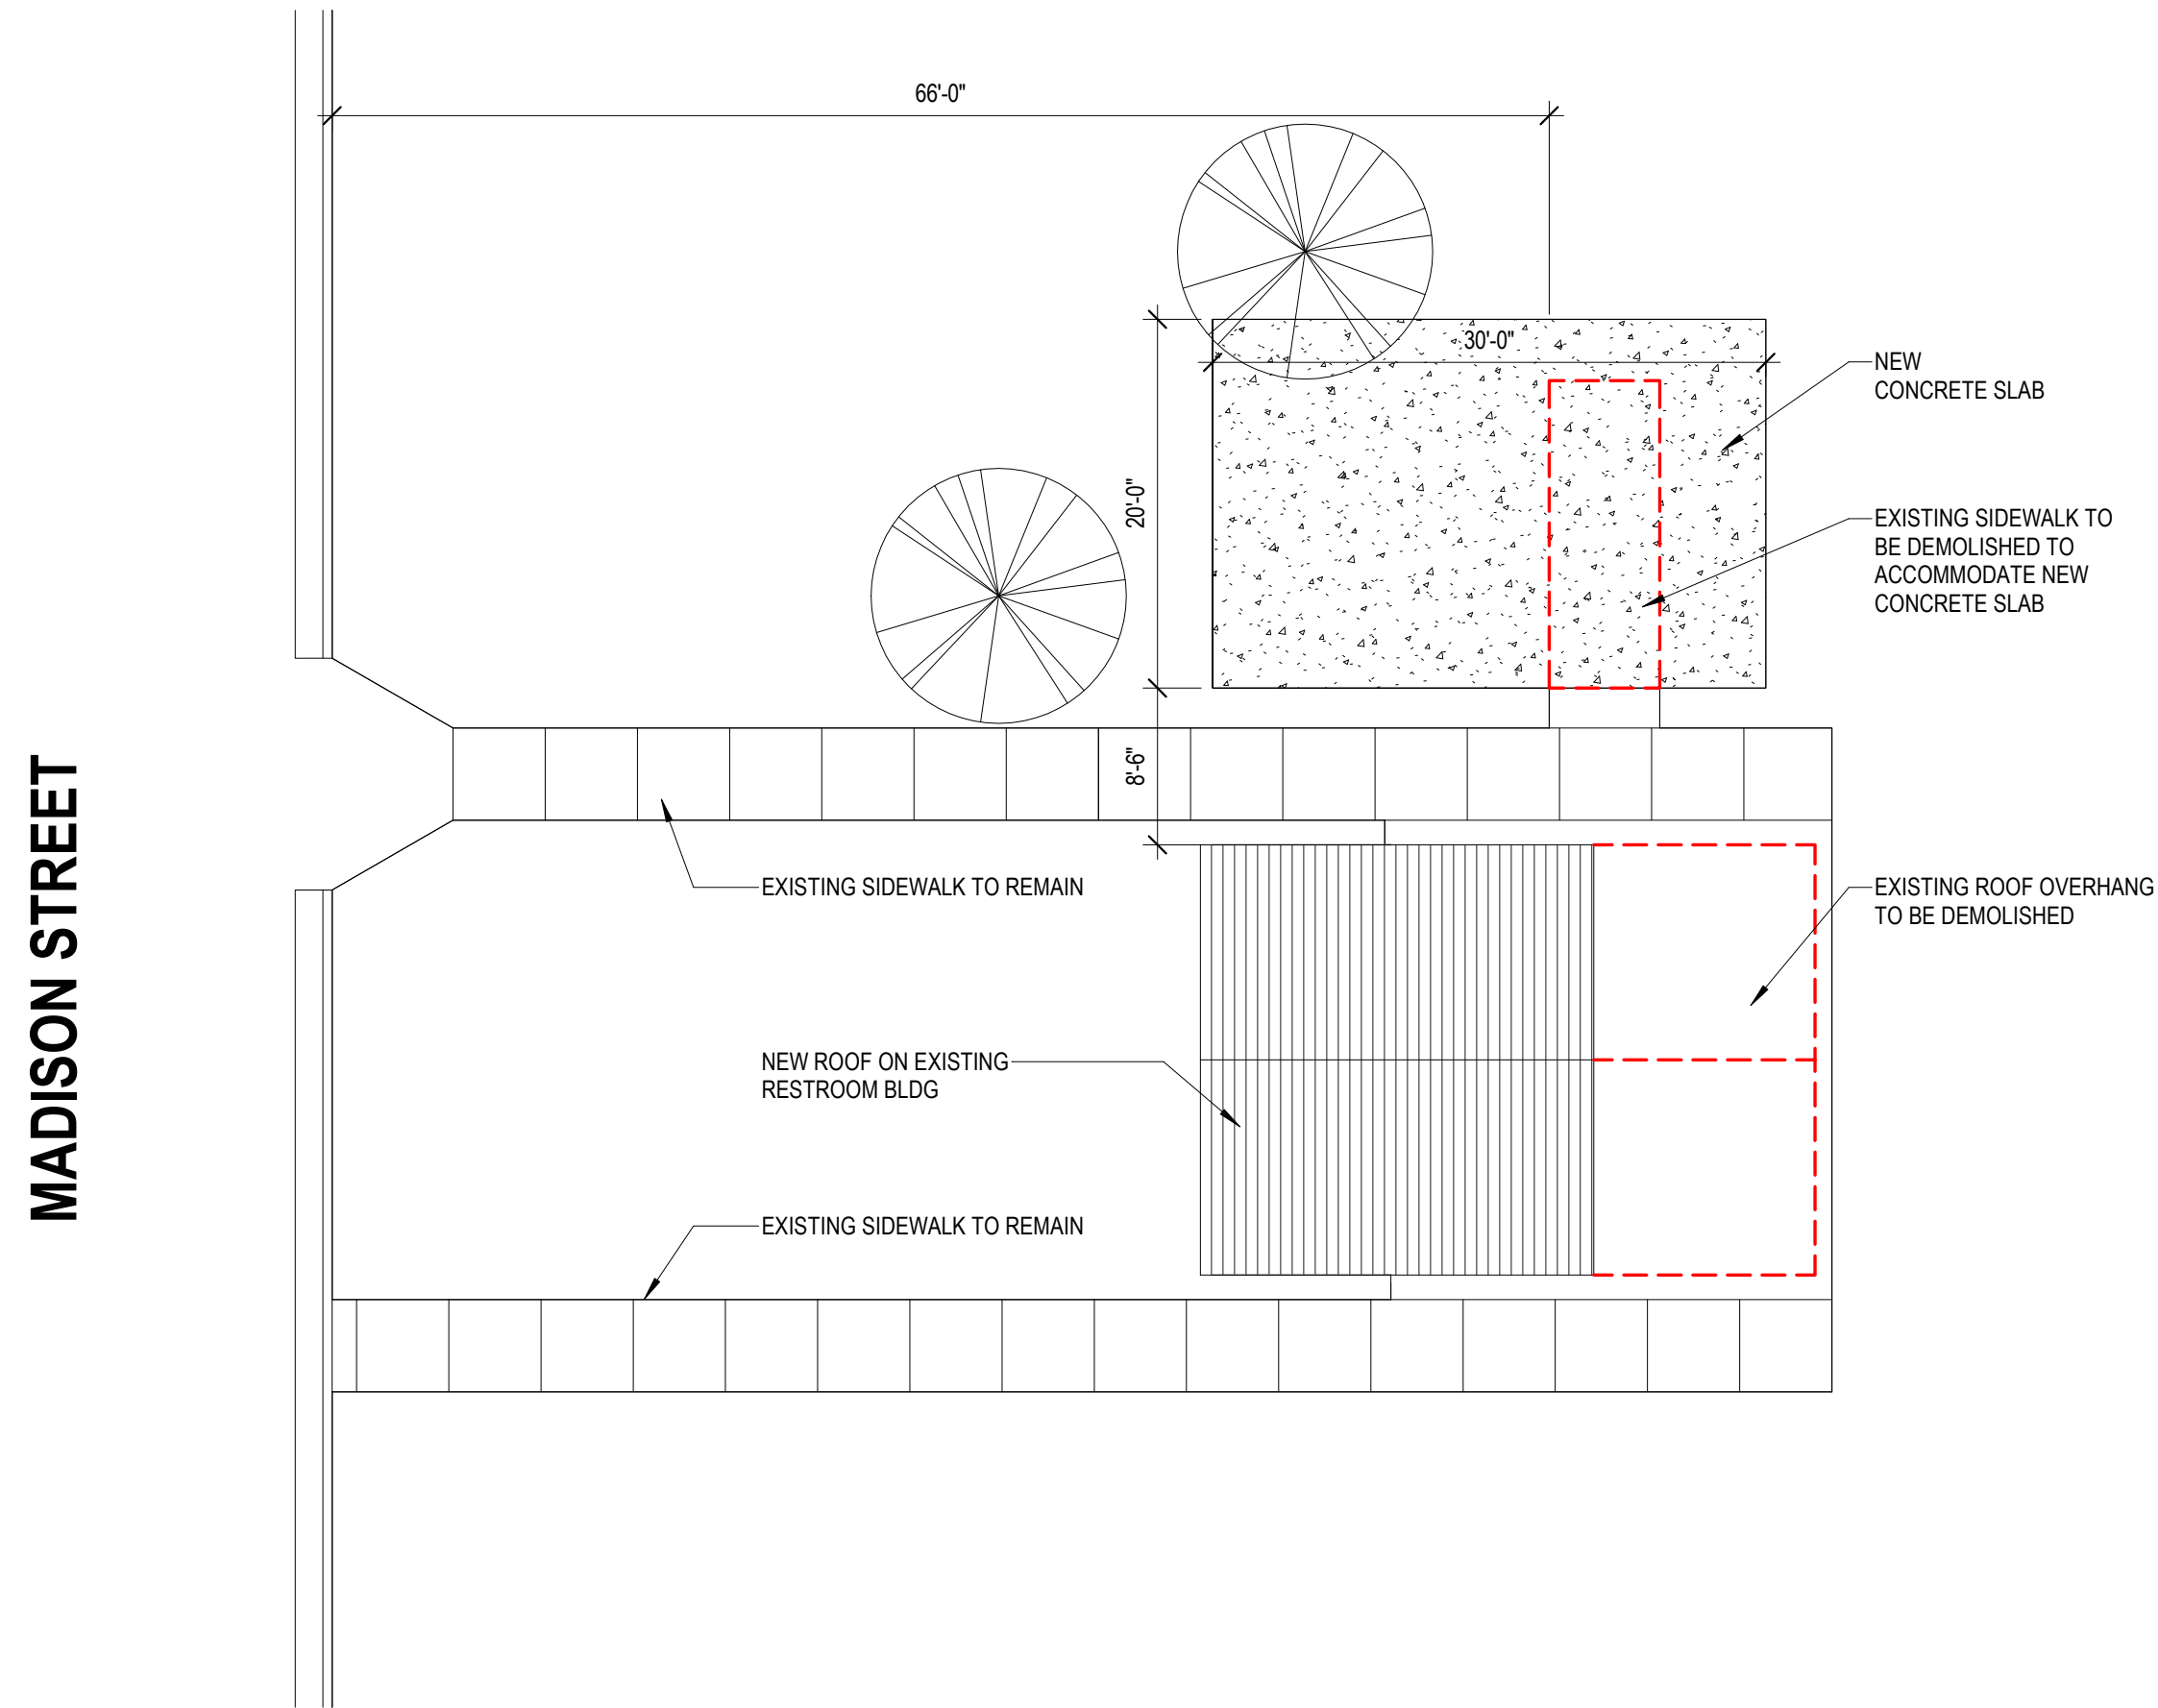 66'-0"
30'-0"
NEW
CONCRETE SLAB
20'-0"
EXISTING SIDEWALK TO
BE DEMOLISHED TO
ACCOMMODATE NEW
CONCRETE SLAB
8'-6"
MADISON STREET
EXISTING SIDEWALK TO REMAIN
EXISTING ROOF OVERHANG
TO BE DEMOLISHED
NEW ROOF ON EXISTING
RESTROOM BLDG
EXISTING SIDEWALK TO REMAIN